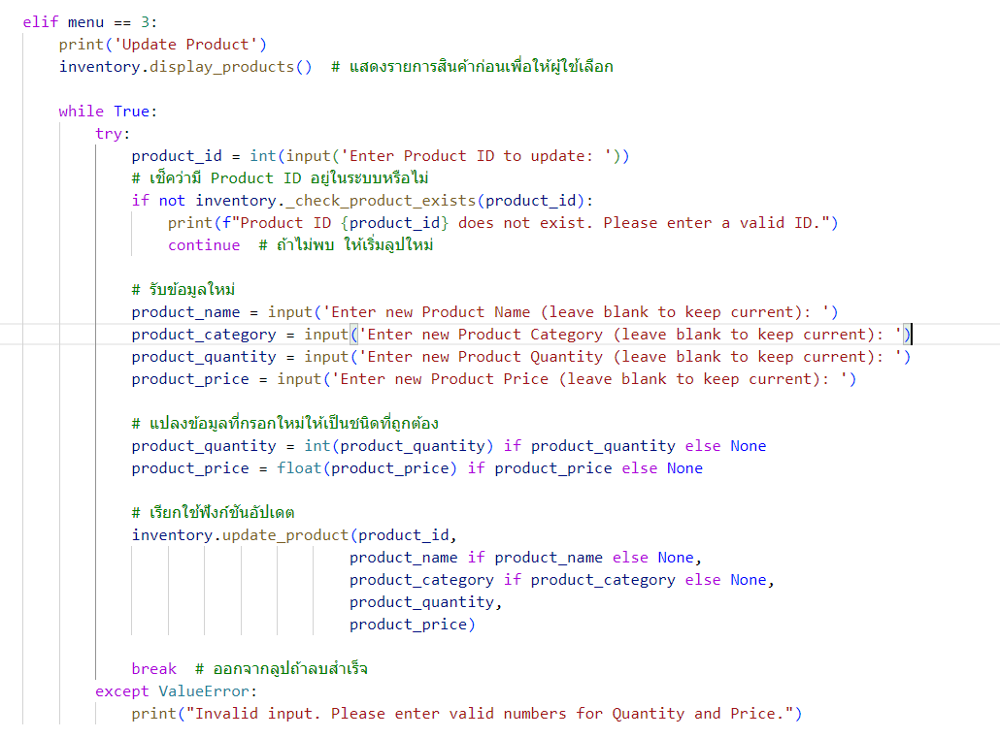 elif menu == 3:
print('Update Product')
inventory.display_products()  # แสดงรายการสินค้าก่อนเพื่อให้ผู้ใช้เลือก
while True:
try:
product_id = int(input('Enter Product ID to update: '))
# เช็คว่ามี Product ID อยู่ในระบบหรือไม่
if not inventory._check_product_exists(product_id):
print(f"Product ID {product_id} does not exist. Please enter a valid ID.")
continue  # ถ้าไม่พบ ให้เริ่มลูปใหม่
# รับข้อมูลใหม่
product_name = input('Enter new Product Name (leave blank to keep current): ')
product_category = input('Enter new Product Category (leave blank to keep current): ')
product_quantity = input('Enter new Product Quantity (leave blank to keep current): ')
product_price = input('Enter new Product Price (leave blank to keep current): ')
# แปลงข้อมูลที่กรอกใหม่ให้เป็นชนิดที่ถูกต้อง
product_quantity = int(product_quantity) if product_quantity else None
product_price = float(product_price) if product_price else None
# เรียกใช้ฟังก์ชันอัปเดต
inventory.update_product(product_id,
product_name if product_name else None,
product_category if product_category else None,
product_quantity,
product_price)
break  # ออกจากลูปถ้าลบสำเร็จ
except ValueError:
print("Invalid input. Please enter valid numbers for Quantity and Price.")